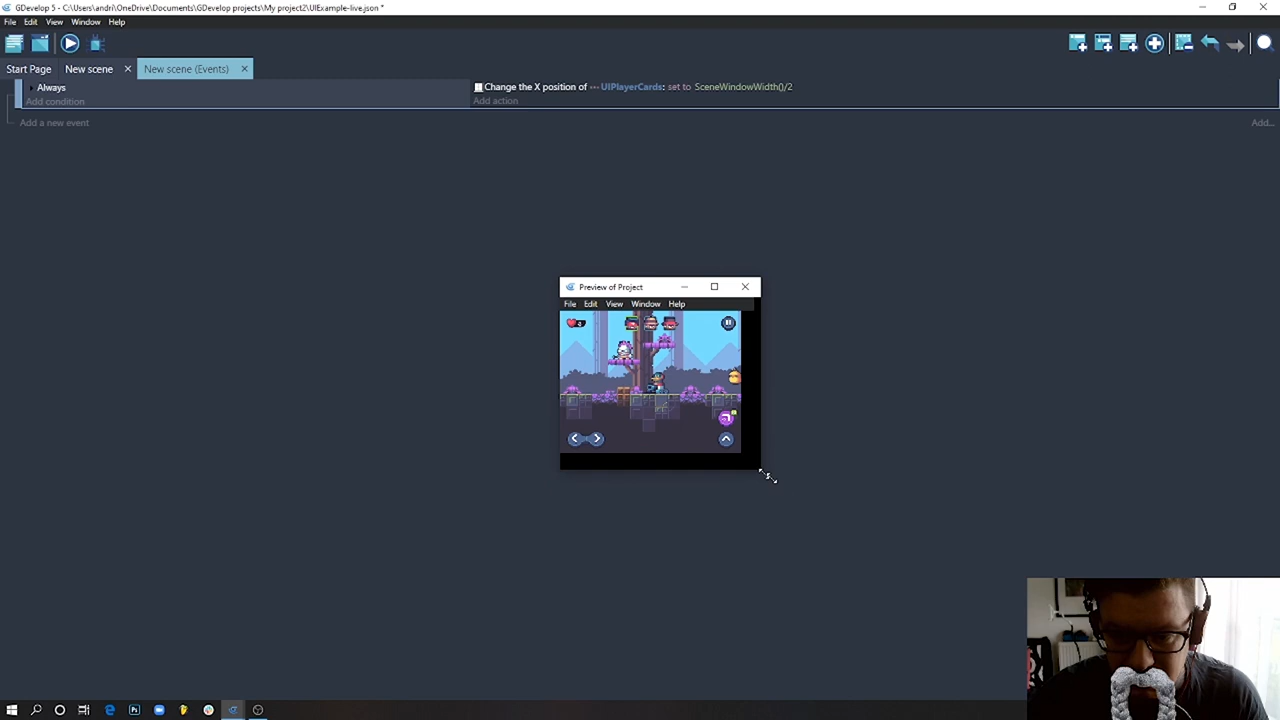 GDevelop 5 - C:\Users\andri\OneDrive\Documents\GDevelop projects\My project2\UIExample-live.json *
File Edit View Window Help
Start Page New scene × New scene (Events) ×
Always
Add condition
Change the X position of UIPlayerCards: set to SceneWindowWidth()/2
Add action
Add a new event
Add...
Preview of Project
File Edit View Window Help